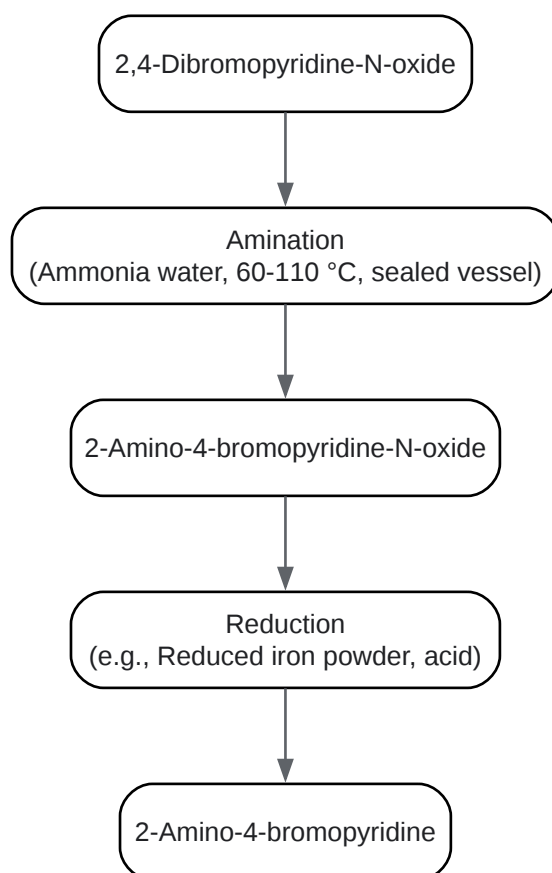 2,4-Dibromopyridine-N-oxide
Amination
(Ammonia water, 60-110 °C, sealed vessel)
2-Amino-4-bromopyridine-N-oxide
Reduction
(e.g., Reduced iron powder, acid)
2-Amino-4-bromopyridine